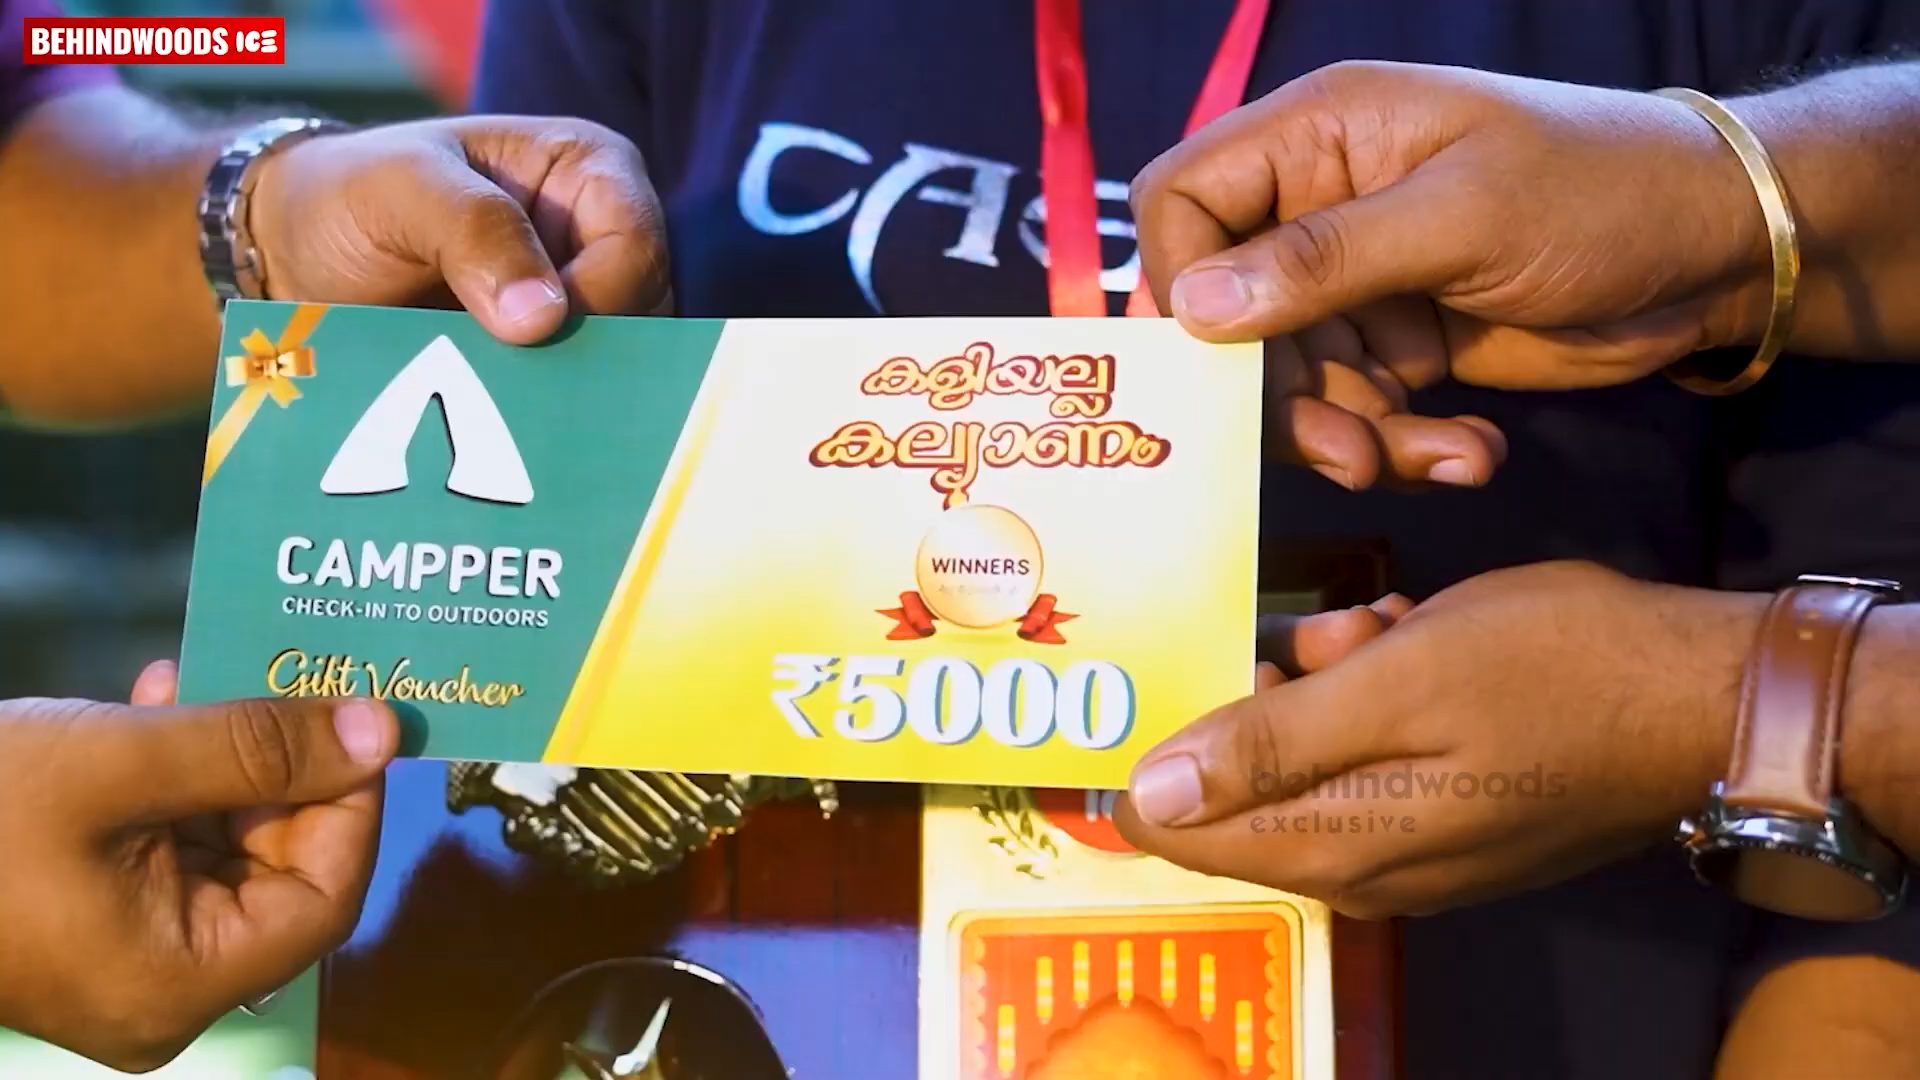 BEHINDWOODS ICE
CAMPPER
CHECK-IN TO OUTDOORS
Gift Voucher
കളിയല്ല
കല്യാണം
WINNERS
₹5000
behindwoods
exclusive